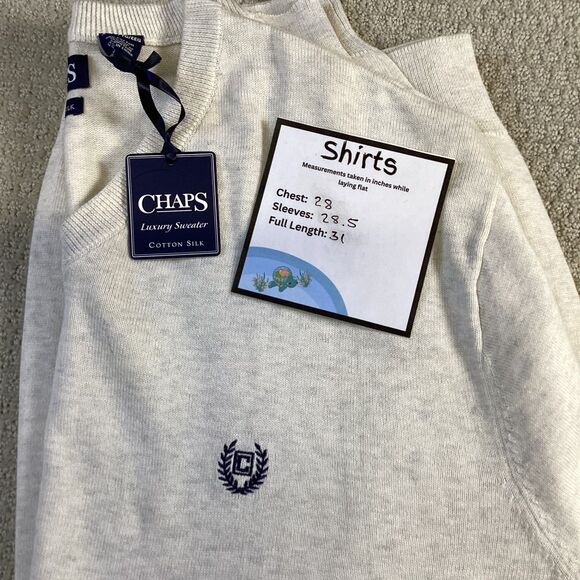 S
SK
CHAPS
Luxury Sweater
COTTON SILK
Shirts
Measurements taken in inches while
laying flat
Chest: 28
Sleeves: 28.5
Full Length: 31
C